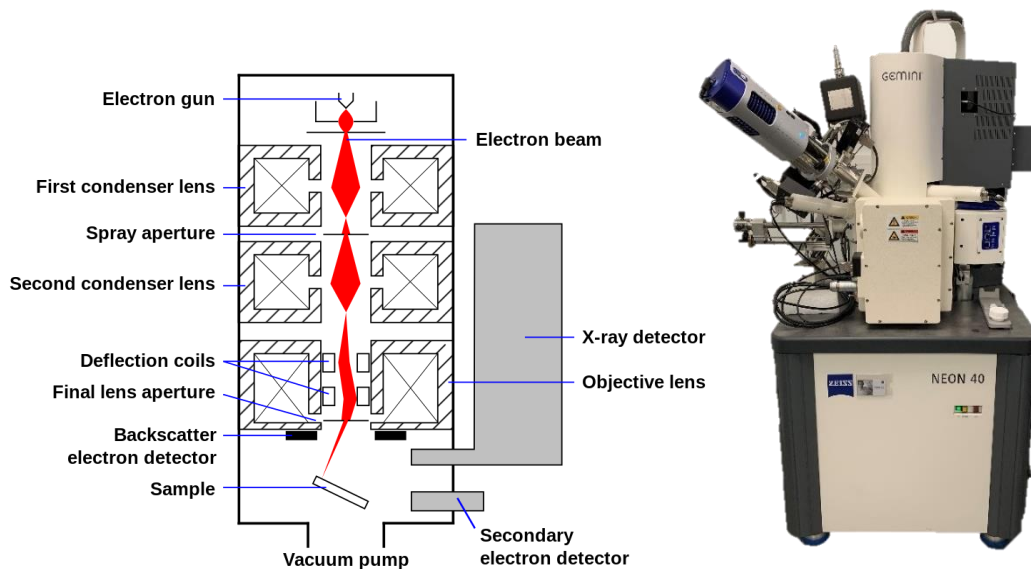 Electron gun
Electron beam
First condenser lens
Spray aperture
Second condenser lens
X-ray detector
Deflection coils
Objective lens
Final lens aperture
Backscatter
electron detector
Sample
Secondary
electron detector
Vacuum pump
GEMINI
ZEISS
NEON 40